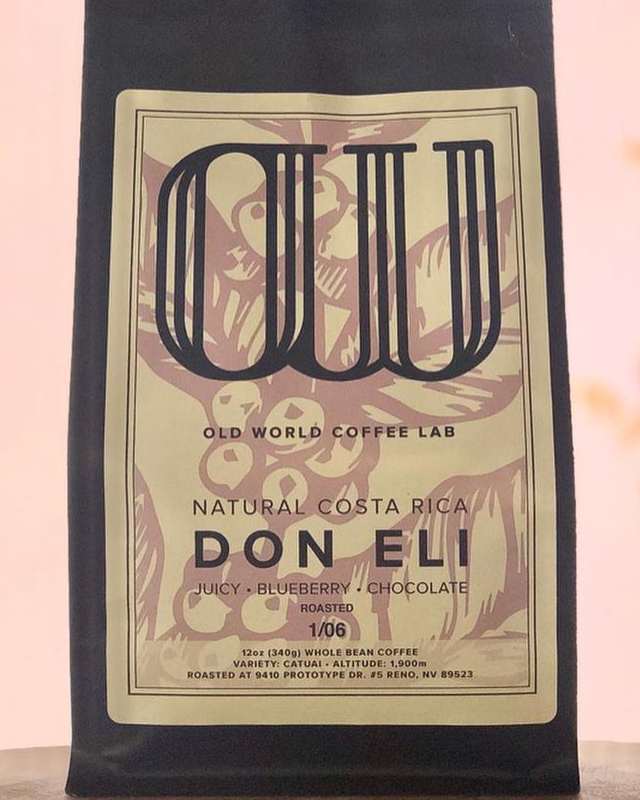 OW
OLD WORLD COFFEE LAB
NATURAL COSTA RICA
DON ELI
JUICY • BLUEBERRY • CHOCOLATE
ROASTED
1/06
12oz (340g) WHOLE BEAN COFFEE
VARIETY: CATUAI • ALTITUDE: 1,900m
ROASTED AT 9410 PROTOTYPE DR. #5 RENO, NV 89523